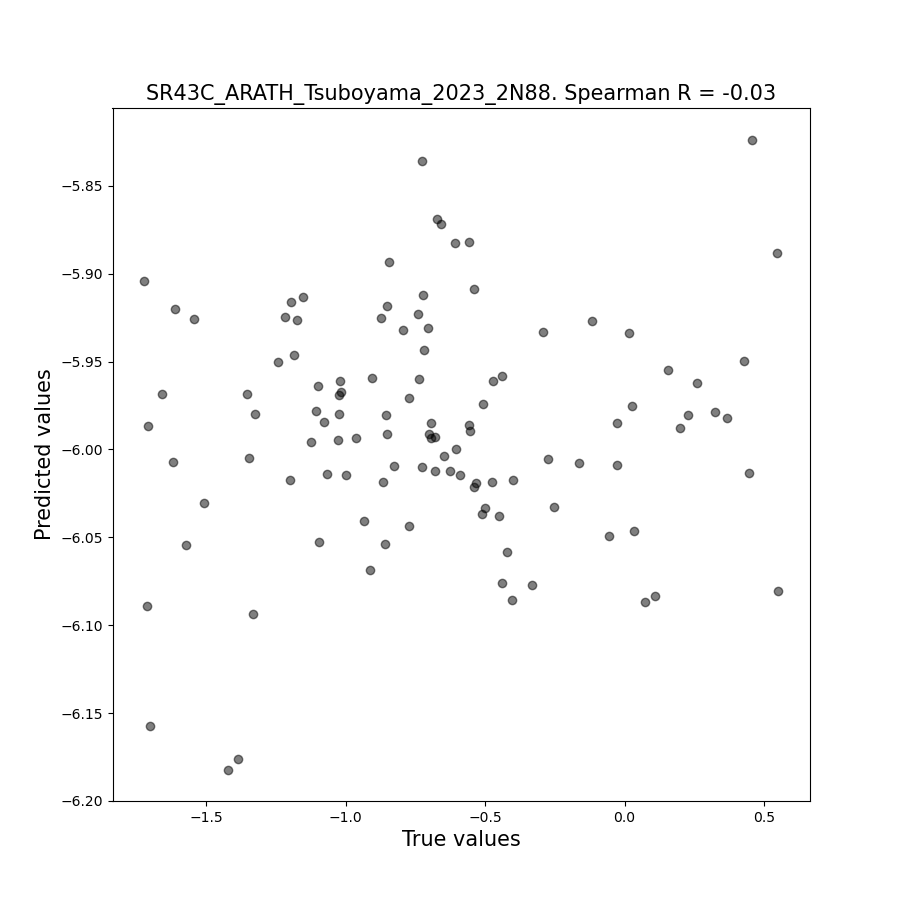 SR43C_ARATH_Tsuboyama_2023_2N88. Spearman R = -0.03
Predicted values
−5.85
−5.90
−5.95
−6.00
−6.05
−6.10
−6.15
−6.20
−1.5 −1.0 −0.5 0.0 0.5
True values